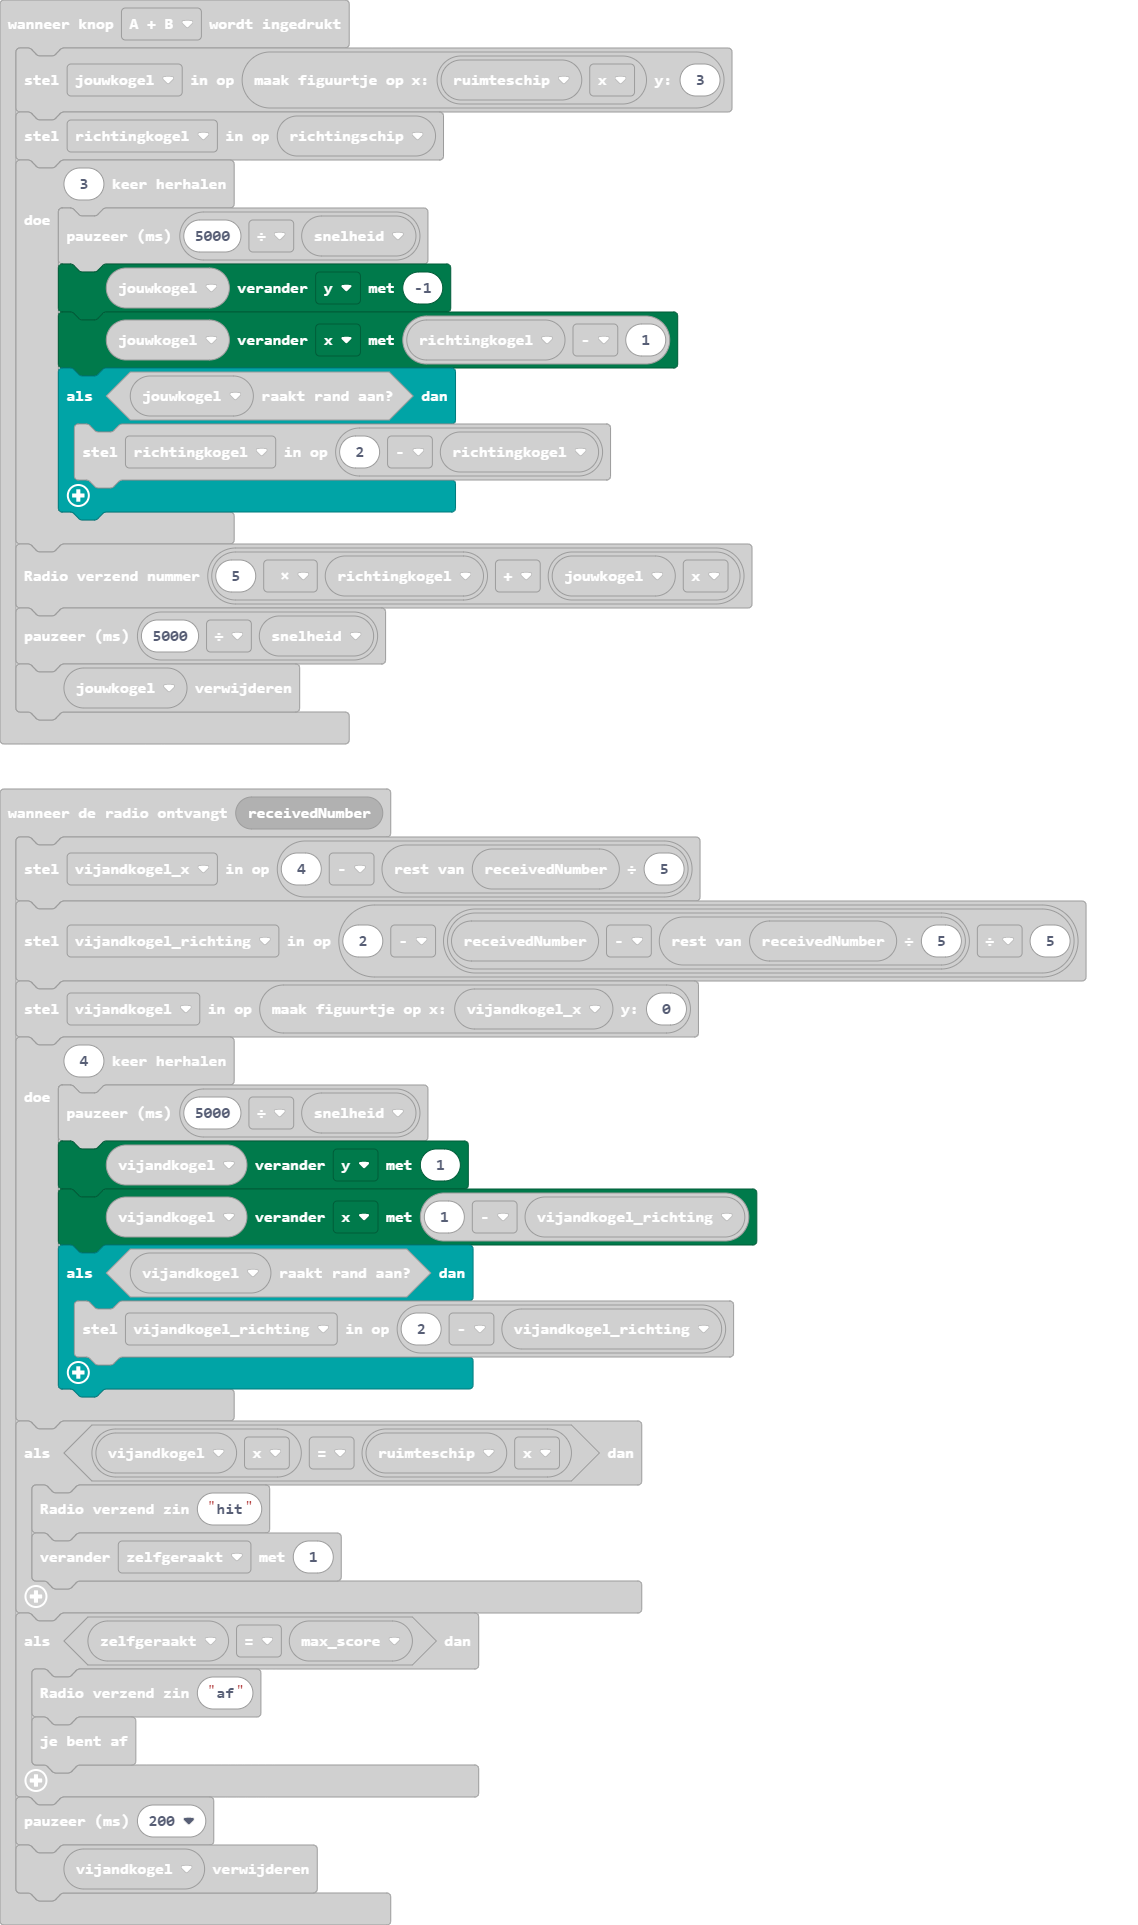 wanneer knop A + B wordt ingedrukt
stel jouwkogel in op maak figuurtje op x: ruimteschip x y: 3
stel richtingkogel in op richtingschip
3 keer herhalen
doe
pauzeer (ms) 5000 ÷ snelheid
jouwkogel verander y met -1
jouwkogel verander x met richtingkogel - 1
als jouwkogel raakt rand aan? dan
stel richtingkogel in op 2 - richtingkogel
Radio verzend nummer 5 × richtingkogel + jouwkogel x
pauzeer (ms) 5000 ÷ snelheid
jouwkogel verwijderen
wanneer de radio ontvangt receivedNumber
stel vijandkogel_x in op 4 - rest van receivedNumber ÷ 5
stel vijandkogel_richting in op 2 - receivedNumber - rest van receivedNumber ÷ 5 ÷ 5
stel vijandkogel in op maak figuurtje op x: vijandkogel_x y: 0
4 keer herhalen
doe
pauzeer (ms) 5000 ÷ snelheid
vijandkogel verander y met 1
vijandkogel verander x met 1 - vijandkogel_richting
als vijandkogel raakt rand aan? dan
stel vijandkogel_richting in op 2 - vijandkogel_richting
als vijandkogel x = ruimteschip x dan
Radio verzend zin "hit"
verander zelfgeraakt met 1
als zelfgeraakt = max_score dan
Radio verzend zin "af"
je bent af
pauzeer (ms) 200
vijandkogel verwijderen